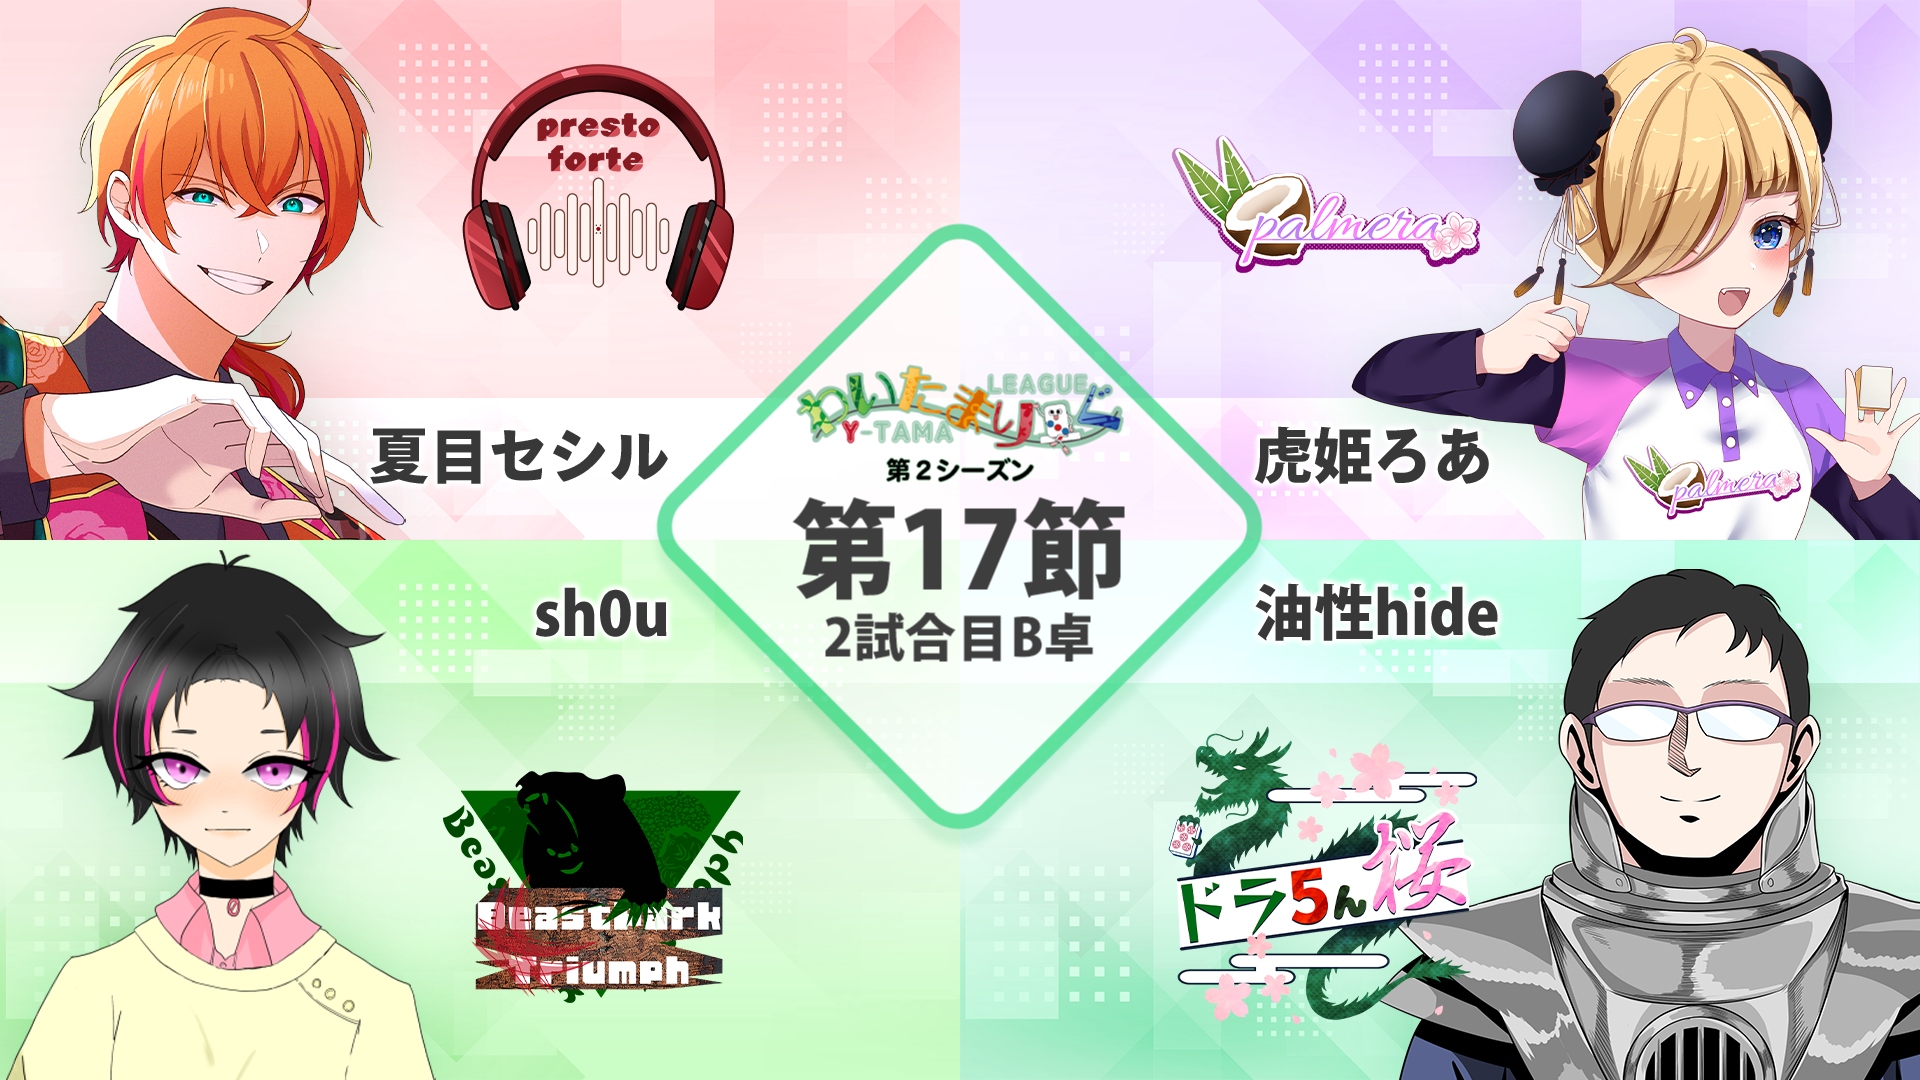 presto
forte
palmera
夏目セシル
わいたまりーぐ
LEAGUE
Y-TAMA
第2シーズン
第17節
2試合目B卓
虎姫ろあ
palmera
sh0u
油性hide
Beastbark
Triumph
ドラ5ん桜